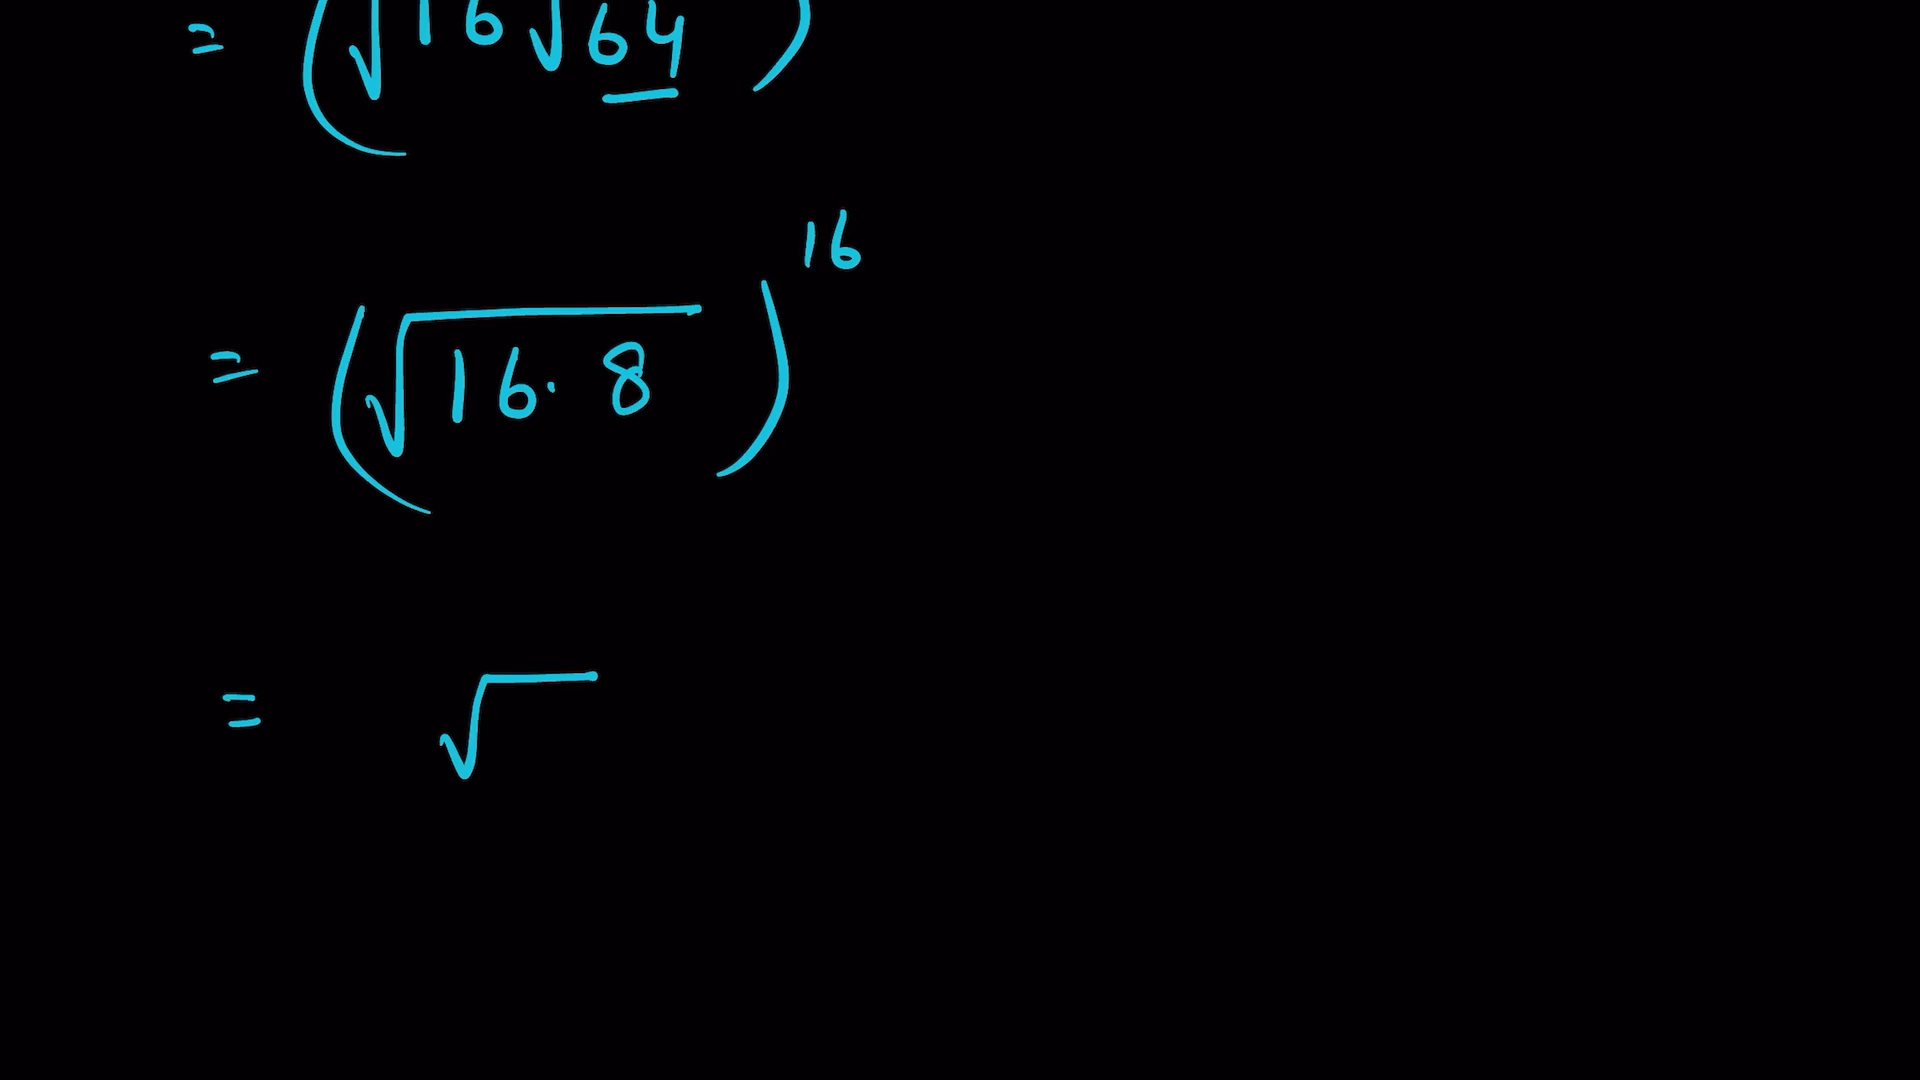 = (√16√64)
= (√16·8)^16
= √